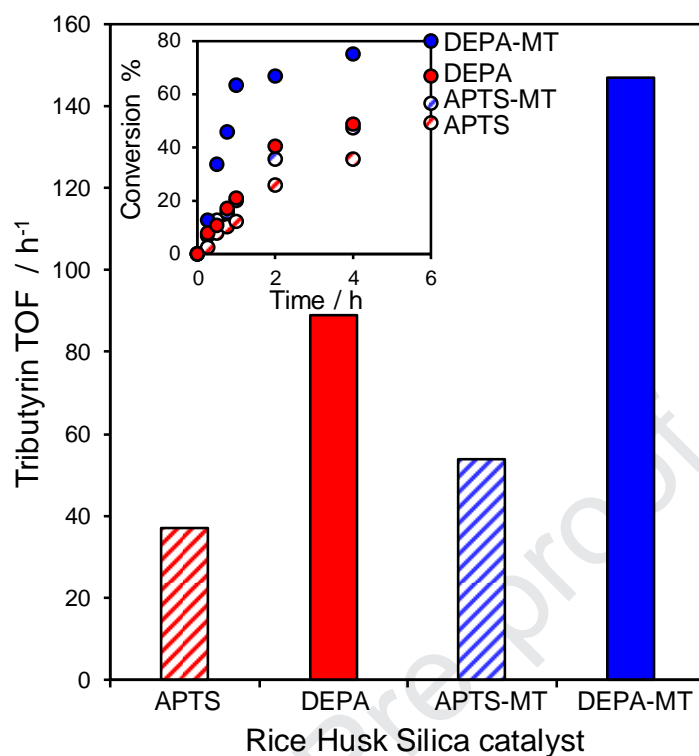 160
140
120
100
80
60
40
20
0
Tributyrin TOF / h-1
80
60
40
20
0
Conversion %
0
2
4
6
Time / h
DEPA-MT
DEPA
APTS-MT
APTS
APTS
DEPA
APTS-MT
DEPA-MT
Rice Husk Silica catalyst
pre-proof